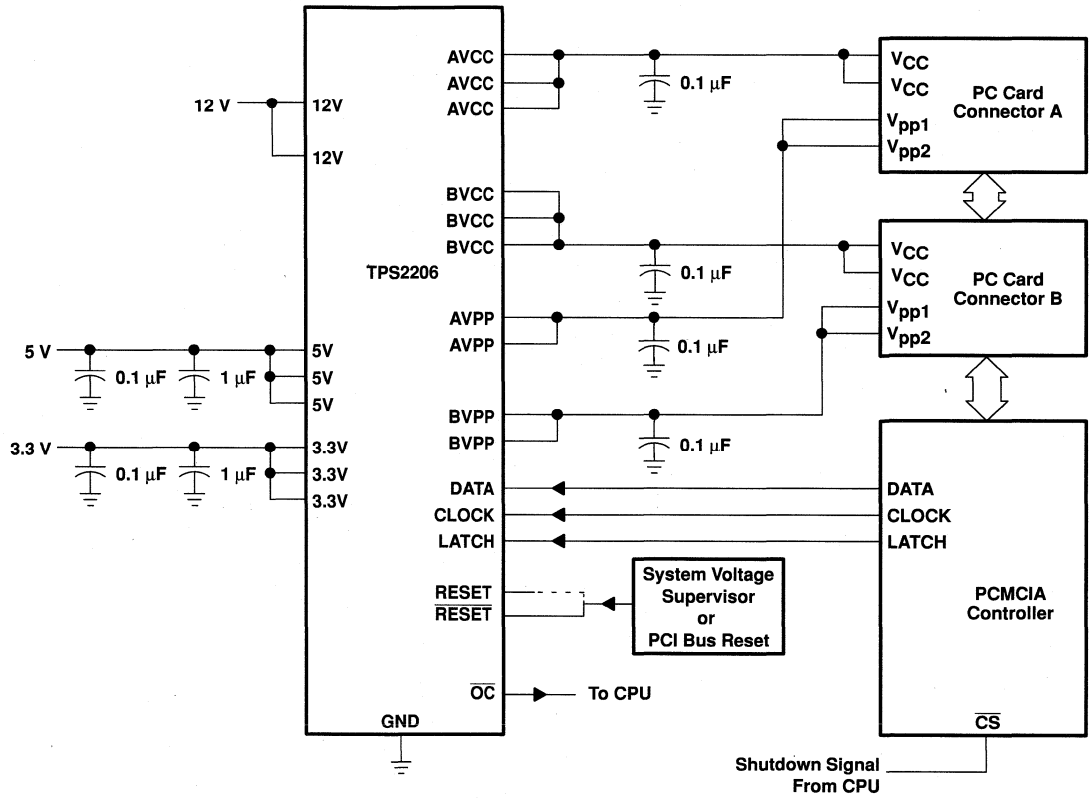 AVCC
AVCC
AVCC
0.1 µF
VCC
VCC
Vpp1
Vpp2
PC Card
Connector A
12 V
12V
12V
BVCC
BVCC
BVCC
0.1 µF
VCC
VCC
Vpp1
Vpp2
PC Card
Connector B
TPS2206
AVPP
AVPP
0.1 µF
5 V
0.1 µF
1 µF
5V
5V
5V
BVPP
BVPP
0.1 µF
3.3 V
0.1 µF
1 µF
3.3V
3.3V
3.3V
DATA
CLOCK
LATCH
DATA
CLOCK
LATCH
PCMCIA
Controller
RESET
RESET
System Voltage
Supervisor
or
PCI Bus Reset
OC
To CPU
GND
CS
Shutdown Signal
From CPU